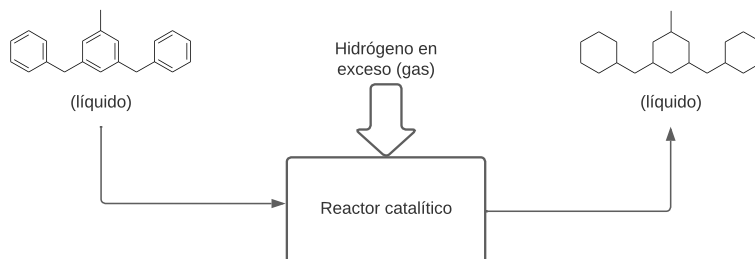 Hidrógeno en
exceso (gas)
(líquido)
(líquido)
Reactor catalítico